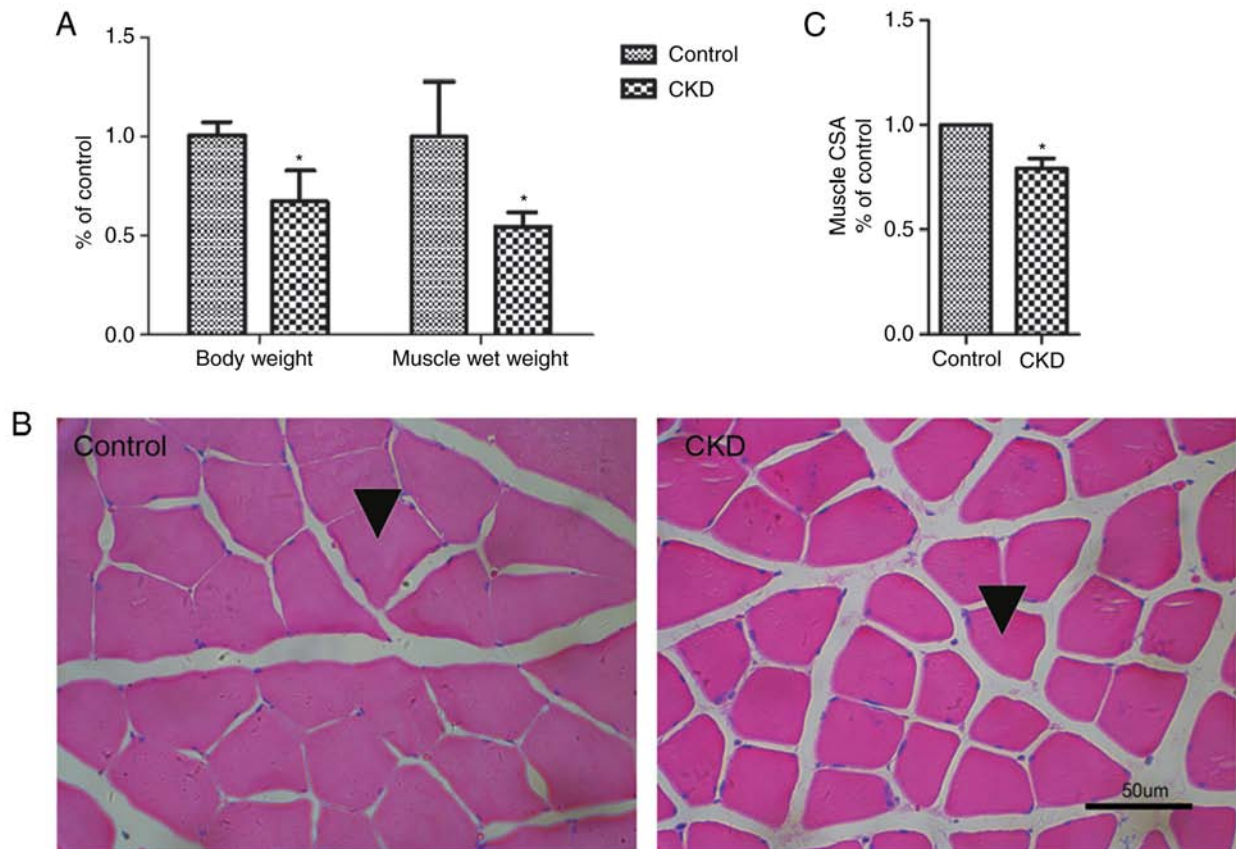 A
1.5
1.0
0.5
0.0
% of control
*
*
Body weight
Muscle wet weight
Control
CKD
C
1.5
1.0
0.5
0.0
Muscle CSA
% of control
*
Control
CKD
B
Control
CKD
50um